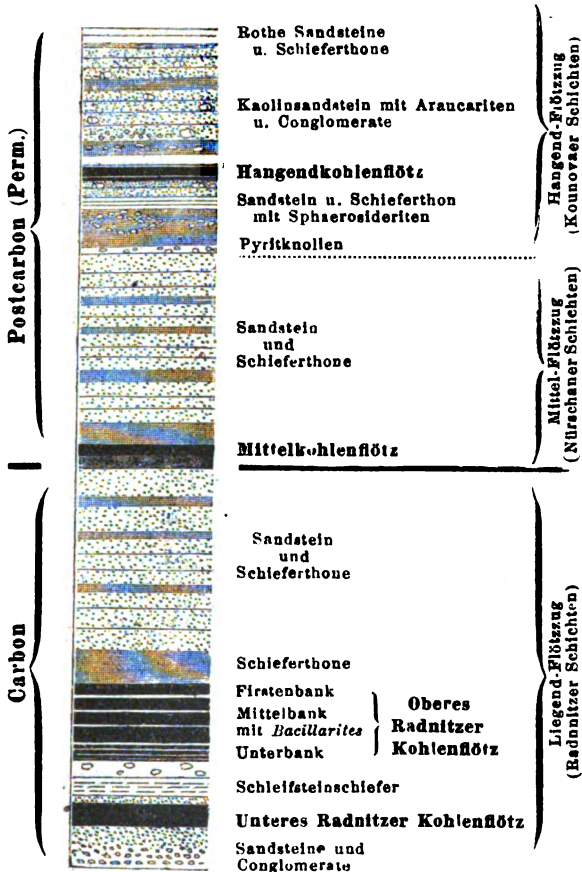 Rothe Sandsteine
u. Schieferthone
Kaolinsandstein mit Araucariten
u. Conglomerate
Hangendkohlenflötz
Sandstein u. Schieferthon
mit Sphaerosideriten
Pyritknollen
Sandstein
und
Schieferthone
Mittelkohlenflötz
Sandstein
und
Schieferthone
Schieferthone
Firstenbank
Mittelbank
mit Bacillarites
Unterbank
Oberes
Radnitzer
Kohlenflötz
Schleifsteinschiefer
Unteres Radnitzer Kohlenflötz
Sandsteine und
Conglomerate
Postcarbon (Perm.)
Carbon
Hangend-Flötzzug
(Kounovaer Schichten)
Mittel-Flötzzug
(Nürschaner Schichten)
Liegend-Flötzzug
(Radnnitzer Schichten)